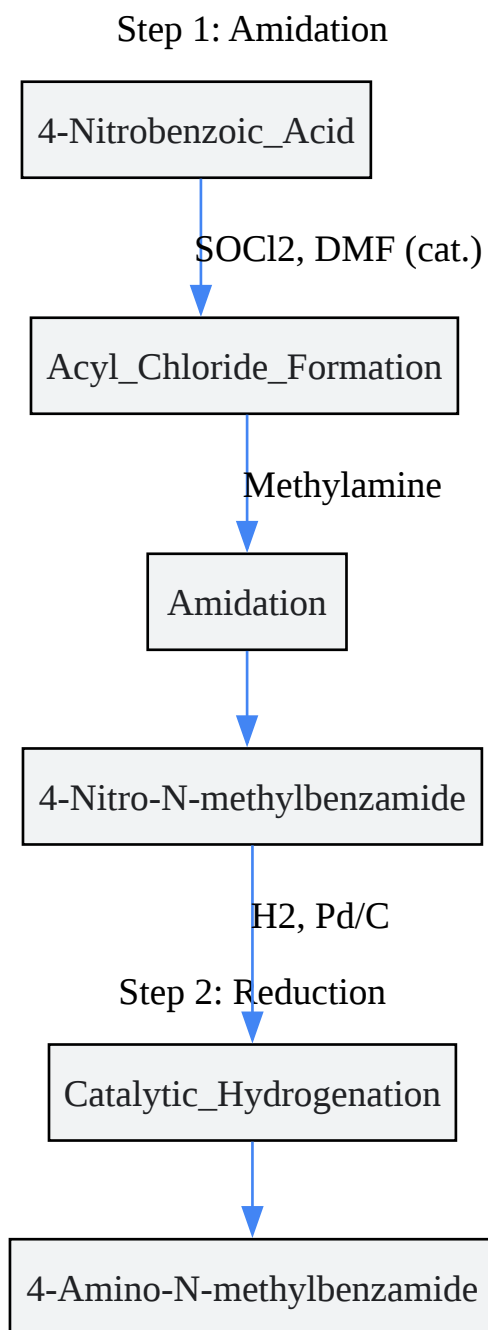 Step 1: Amidation
4-Nitrobenzoic_Acid
SOCl2, DMF (cat.)
Acyl_Chloride_Formation
Methylamine
Amidation
4-Nitro-N-methylbenzamide
H2, Pd/C
Step 2: Reduction
Catalytic_Hydrogenation
4-Amino-N-methylbenzamide